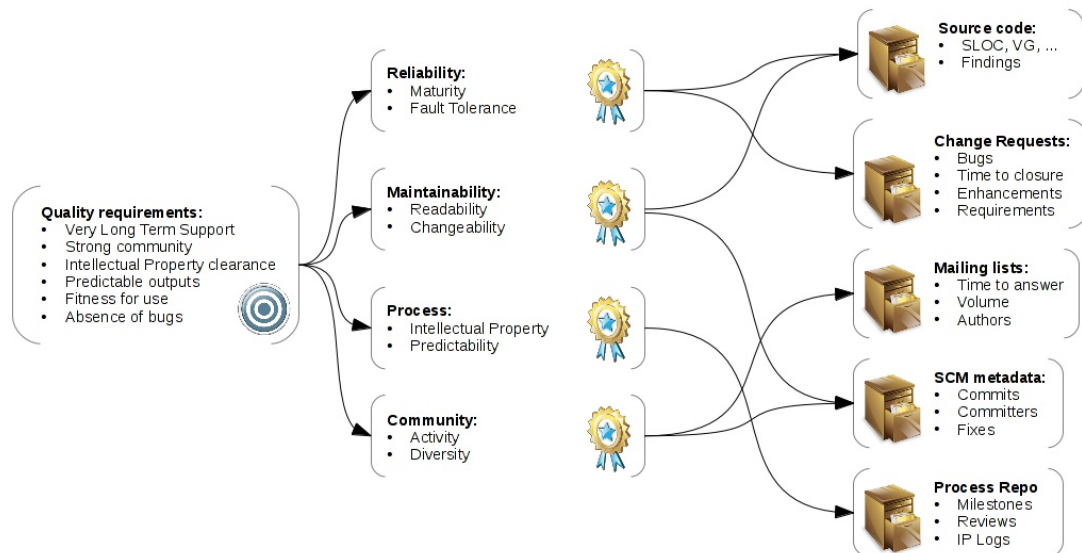 Quality requirements:
• Very Long Term Support
• Strong community
• Intellectual Property clearance
• Predictable outputs
• Fitness for use
• Absence of bugs
Reliability:
• Maturity
• Fault Tolerance
Maintainability:
• Readability
• Changeability
Process:
• Intellectual Property
• Predictability
Community:
• Activity
• Diversity
Source code:
• SLOC, VG, ...
• Findings
Change Requests:
• Bugs
• Time to closure
• Enhancements
• Requirements
Mailing lists:
• Time to answer
• Volume
• Authors
SCM metadata:
• Commits
• Committers
• Fixes
Process Repo
• Milestones
• Reviews
• IP Logs